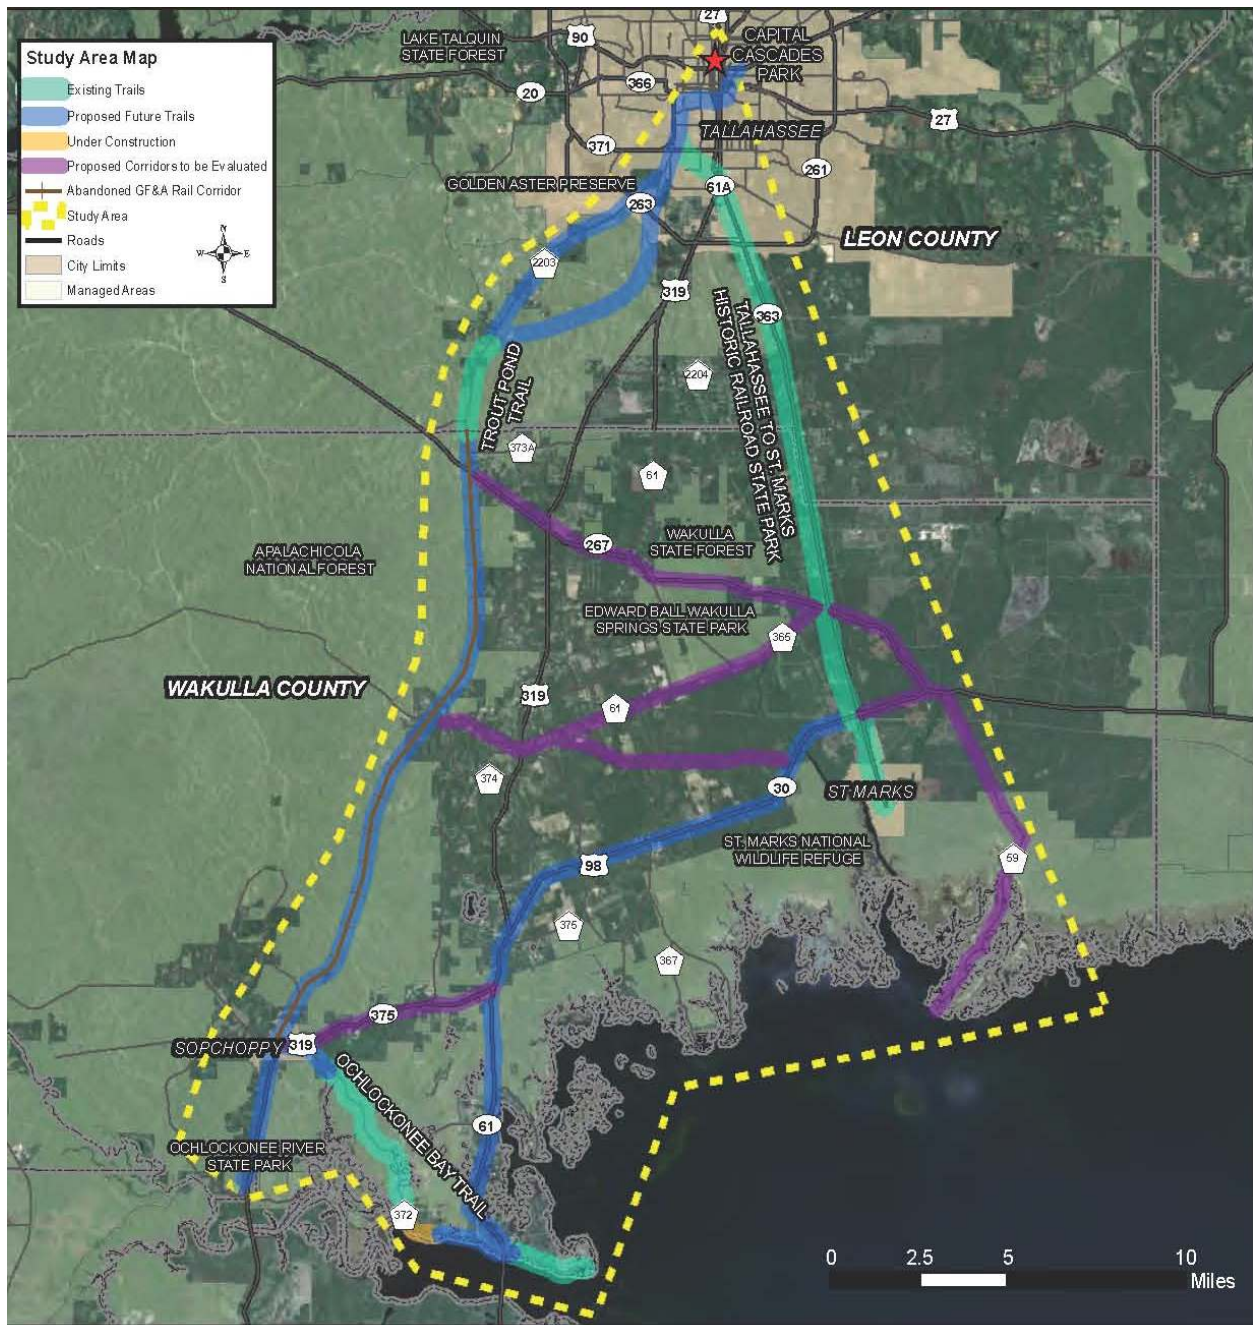 Study Area Map
Existing Trails
Proposed Future Trails
Under Construction
Proposed Corridors to be Evaluated
Abandoned GF&A Rail Corridor
Study Area
Roads
City Limits
Managed Areas
N
W E
S
LAKE TALQUIN
STATE FOREST
90
27
CAPITAL
CASCADES
PARK
20
366
27
371
TALLAHASSEE
261
GOLDEN ASTER PRESERVE
61A
263
LEON COUNTY
2203
319
363
TALLAHASSEE TO ST. MARKS
HISTORIC RAILROAD STATE PARK
TROUT POND
TRAIL
2204
373A
61
267
WAKULLA
STATE FOREST
APALACHICOLA
NATIONAL FOREST
EDWARD BALL WAKULLA
SPRINGS STATE PARK
365
WAKULLA COUNTY
319
61
374
30
ST MARKS
ST. MARKS NATIONAL
WILDLIFE REFUGE
59
98
375
367
375
SOPCHOPPY
319
OCHLOCKONEE BAY TRAIL
61
OCHLOCKONEE RIVER
STATE PARK
372
0 2.5 5 10
Miles